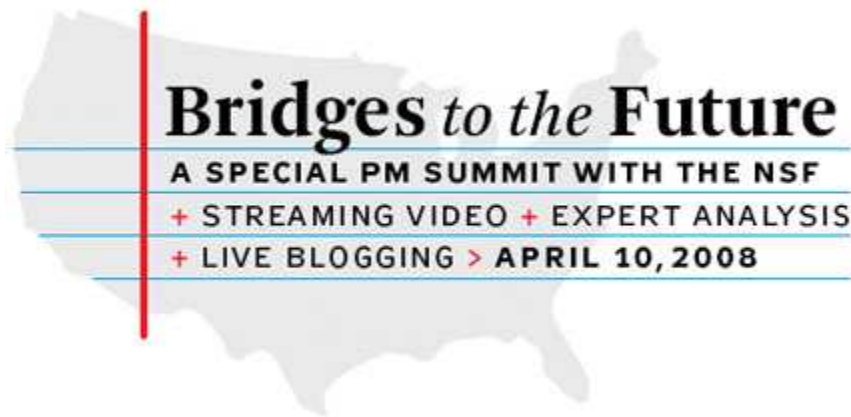 Bridges to the Future
A SPECIAL PM SUMMIT WITH THE NSF
+ STREAMING VIDEO + EXPERT ANALYSIS
+ LIVE BLOGGING > APRIL 10, 2008